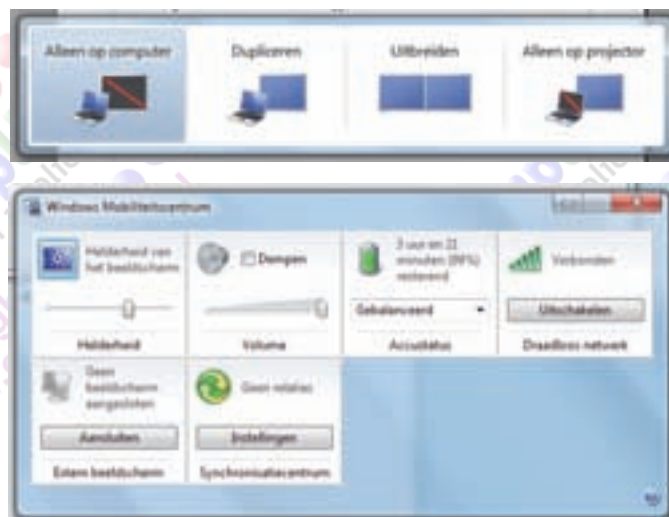 Alleen op computer
Dupliceren
Uitbreiden
Alleen op projector
Windows Mobiliteitscentrum
Helderheid van
het beeldscherm
Helderheid
Dempen
Volume
3 uur en 21
minuten (99%)
resterend
Gebalanceerd
Accustatus
Verbonden
Uitschakelen
Draadloos netwerk
Geen
beeldscherm
aangesloten
Aansluiten
Extern beeldscherm
Geen relaties
Instellingen
Synchronisatiecentrum